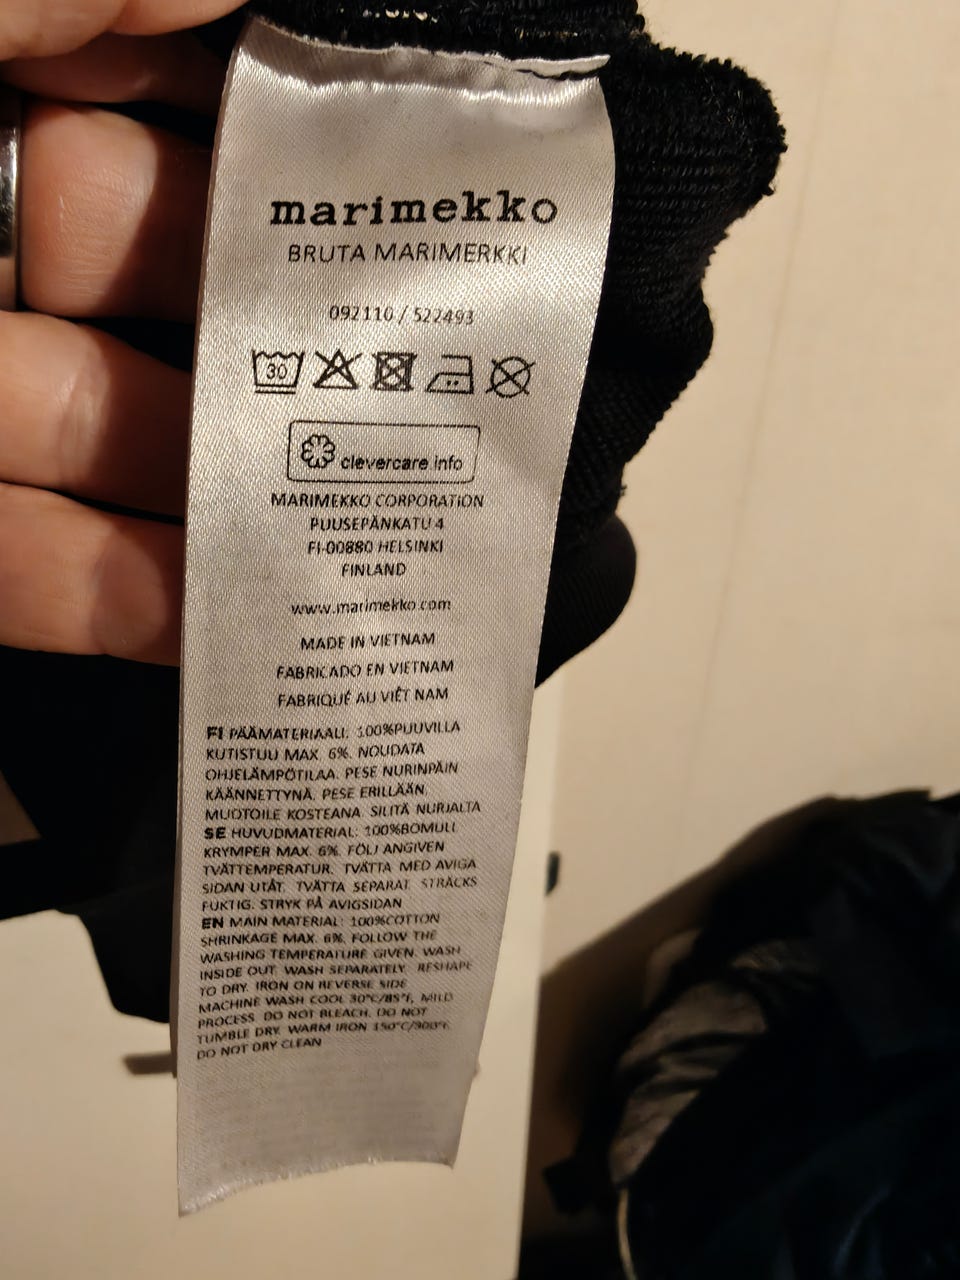 marimekko
BRUTA MARIMERKKI
092110 / 522493
30
clevercare.info
MARIMEKKO CORPORATION
PUUSEPÄNKATU 4
FI-00880 HELSINKI
FINLAND
www.marimekko.com
MADE IN VIETNAM
FABRICADO EN VIETNAM
FABRIQUÉ AU VIÊT NAM
FI PÄÄMATERIAALI: 100%PUUVILLA
KUTISTUU MAX. 6%. NOUDATA
OHJELÄMPÖTILAA. PESE NURINPÄIN
KÄÄNNETTYNÄ. PESE ERILLÄÄN.
MUOTOILE KOSTEANA. SILITÄ NURJALTA
SE HUVUDMATERIAL: 100%BOMULL
KRYMPER MAX. 6%. FÖLJ ANGIVEN
TVÄTTEMPERATUR. TVÄTTA MED AVIGA
SIDAN UTÅT. TVÄTTA SEPARAT. STRÄCKS
FUKTIG. STRYK PÅ AVIGSIDAN
EN MAIN MATERIAL: 100%COTTON
SHRINKAGE MAX. 6%. FOLLOW THE
WASHING TEMPERATURE GIVEN. WASH
INSIDE OUT. WASH SEPARATELY. RESHAPE
TO DRY. IRON ON REVERSE SIDE
MACHINE WASH COOL 30°C/85°F, MILD
PROCESS. DO NOT BLEACH. DO NOT
TUMBLE DRY. WARM IRON 150°C/300°F.
DO NOT DRY CLEAN